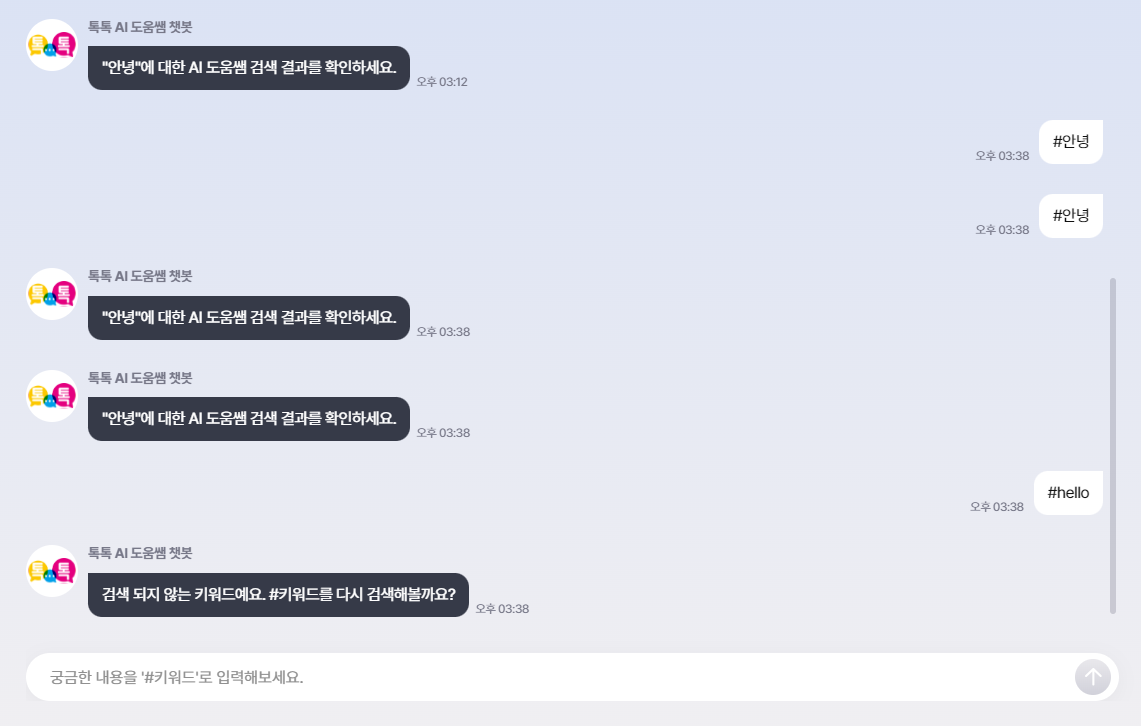 톡톡 AI 도움쌤 챗봇
톡 톡
"안녕"에 대한 AI 도움쌤 검색 결과를 확인하세요.
오후 03:12
#안녕
오후 03:38
#안녕
오후 03:38
톡톡 AI 도움쌤 챗봇
톡 톡
"안녕"에 대한 AI 도움쌤 검색 결과를 확인하세요.
오후 03:38
톡톡 AI 도움쌤 챗봇
톡 톡
"안녕"에 대한 AI 도움쌤 검색 결과를 확인하세요.
오후 03:38
#hello
오후 03:38
톡톡 AI 도움쌤 챗봇
톡 톡
검색 되지 않는 키워드예요. #키워드를 다시 검색해볼까요?
오후 03:38
궁금한 내용을 '#키워드'로 입력해보세요.